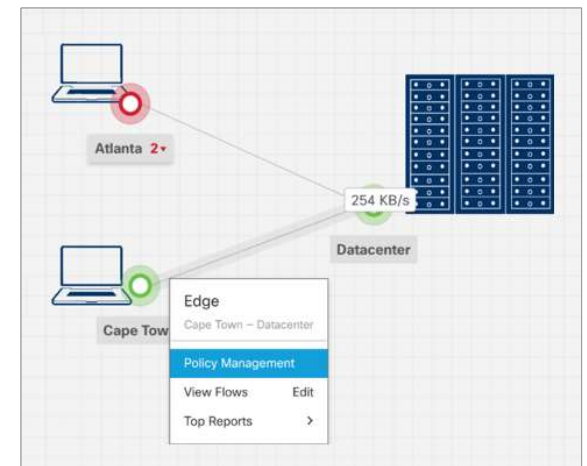 Atlanta 2
254 KB/s
Datacenter
Cape Tow
Edge
Cape Town – Datacenter
Policy Management
View Flows Edit
Top Reports >